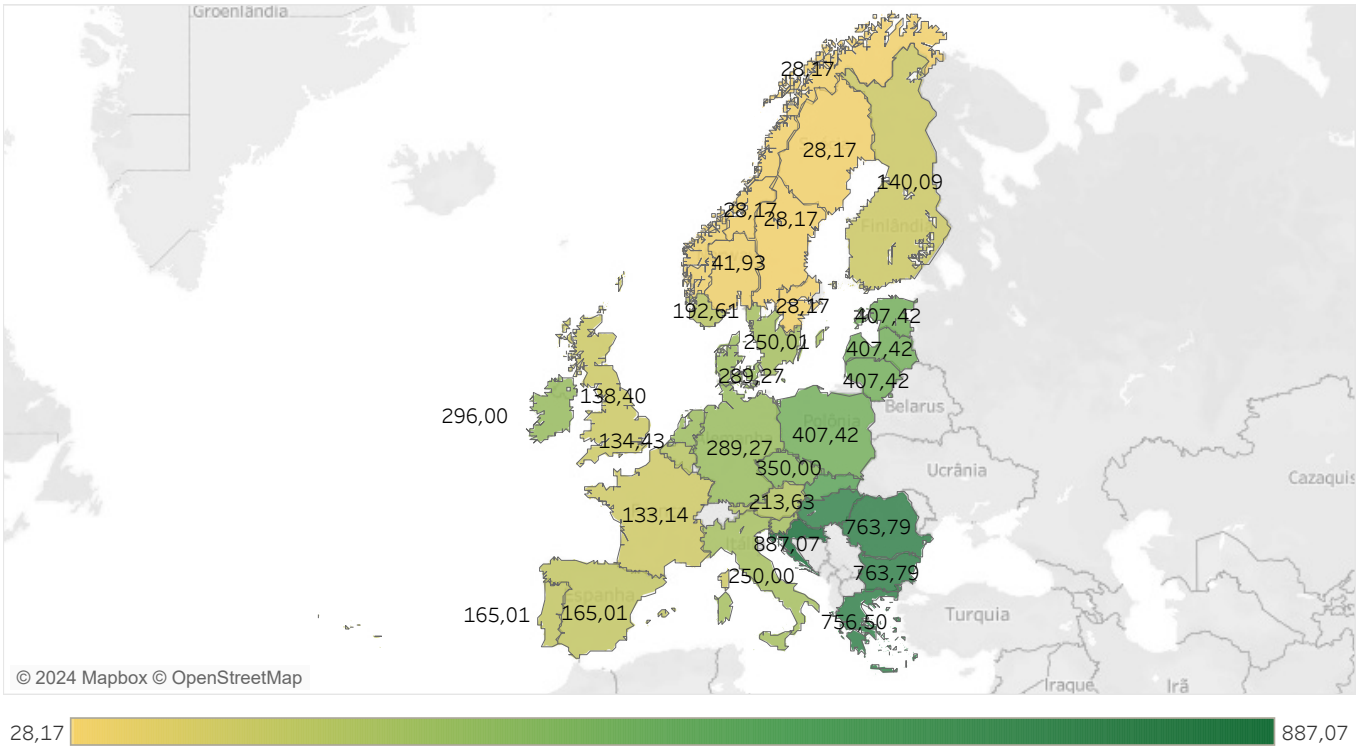 Groenlândia
28,17
28,17
140,09
28,17
28,17
Finlândi
41,93
192,61
28,17
407,42
250,01
407,42
289,27
407,42
138,40
Belarus
296,00
Polônia
134,43
289,27
407,42
350,00
Ucrânia
Cazaquis
213,63
133,14
763,79
887,07
250,00
763,79
Espanha
165,01
165,01
756,50
Turquia
© 2024 Mapbox © OpenStreetMap
Iraque
Irã
28,17
887,07